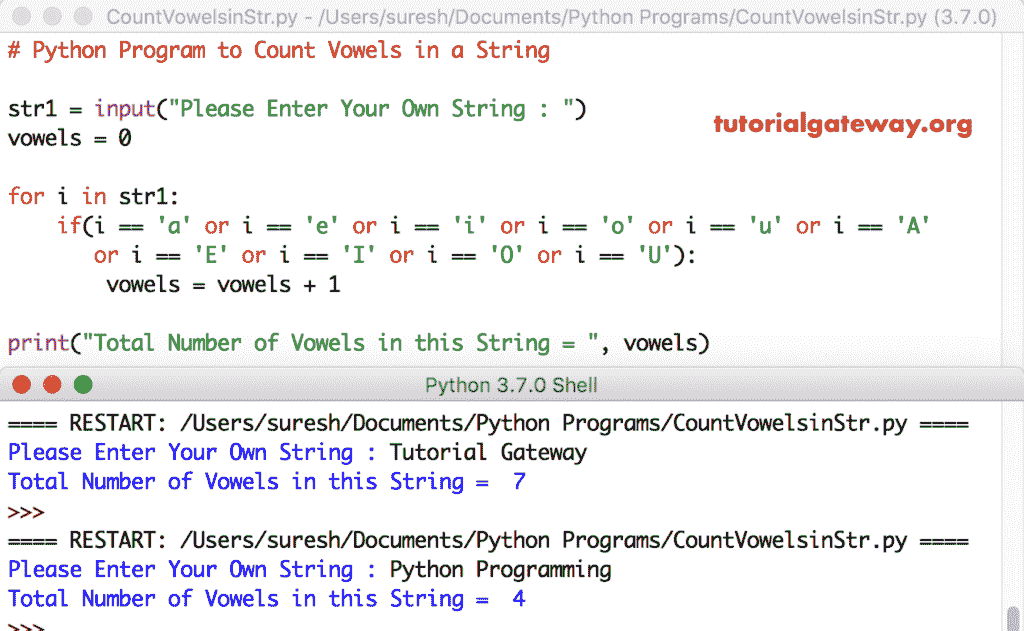 CountVowelsinStr.py - /Users/suresh/Documents/Python Programs/CountVowelsinStr.py (3.7.0)
# Python Program to Count Vowels in a String
str1 = input("Please Enter Your Own String : ")
tutorialgateway.org
vowels = 0
for i in str1:
    if(i == 'a' or i == 'e' or i == 'i' or i == 'o' or i == 'u' or i == 'A'
       or i == 'E' or i == 'I' or i == 'O' or i == 'U'):
        vowels = vowels + 1
print("Total Number of Vowels in this String = ", vowels)
Python 3.7.0 Shell
==== RESTART: /Users/suresh/Documents/Python Programs/CountVowelsinStr.py ====
Please Enter Your Own String : Tutorial Gateway
Total Number of Vowels in this String =  7
>>>
==== RESTART: /Users/suresh/Documents/Python Programs/CountVowelsinStr.py ====
Please Enter Your Own String : Python Programming
Total Number of Vowels in this String =  4
>>>